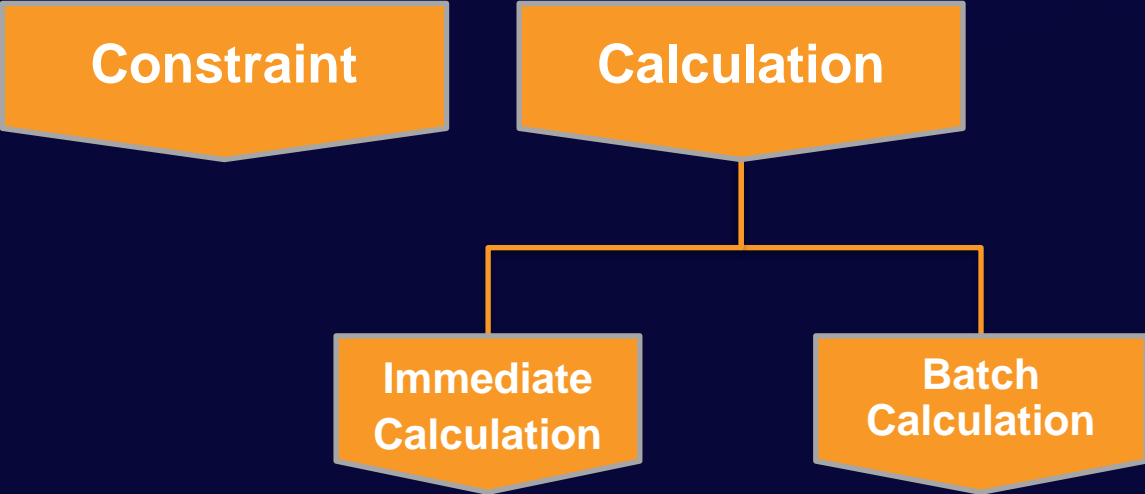 Constraint
Calculation
Immediate
Calculation
Batch
Calculation